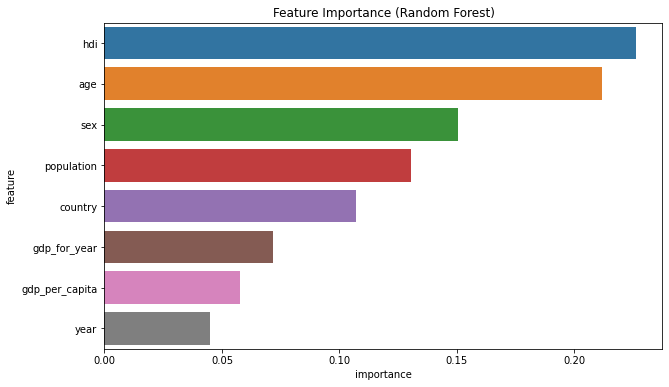 Feature Importance (Random Forest)
feature
hdi
age
sex
population
country
gdp_for_year
gdp_per_capita
year
0.00 0.05 0.10 0.15 0.20
importance